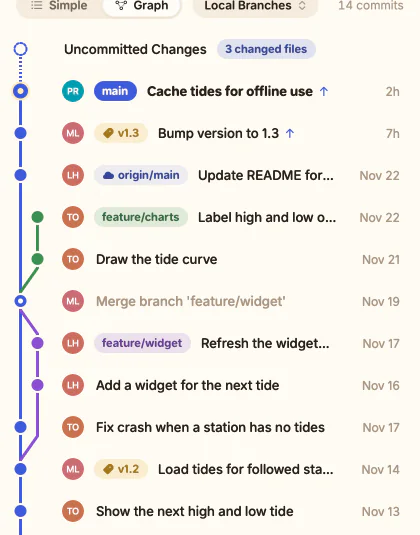 Simple Graph Local Branches 14 commits
Uncommitted Changes 3 changed files
PR main Cache tides for offline use ↑ 2h
ML v1.3 Bump version to 1.3 ↑ 7h
LH origin/main Update README for... Nov 22
TO feature/charts Label high and low o... Nov 22
TO Draw the tide curve Nov 21
ML Merge branch 'feature/widget' Nov 19
LH feature/widget Refresh the widget... Nov 17
LH Add a widget for the next tide Nov 16
TO Fix crash when a station has no tides Nov 17
ML v1.2 Load tides for followed sta... Nov 14
TO Show the next high and low tide Nov 13